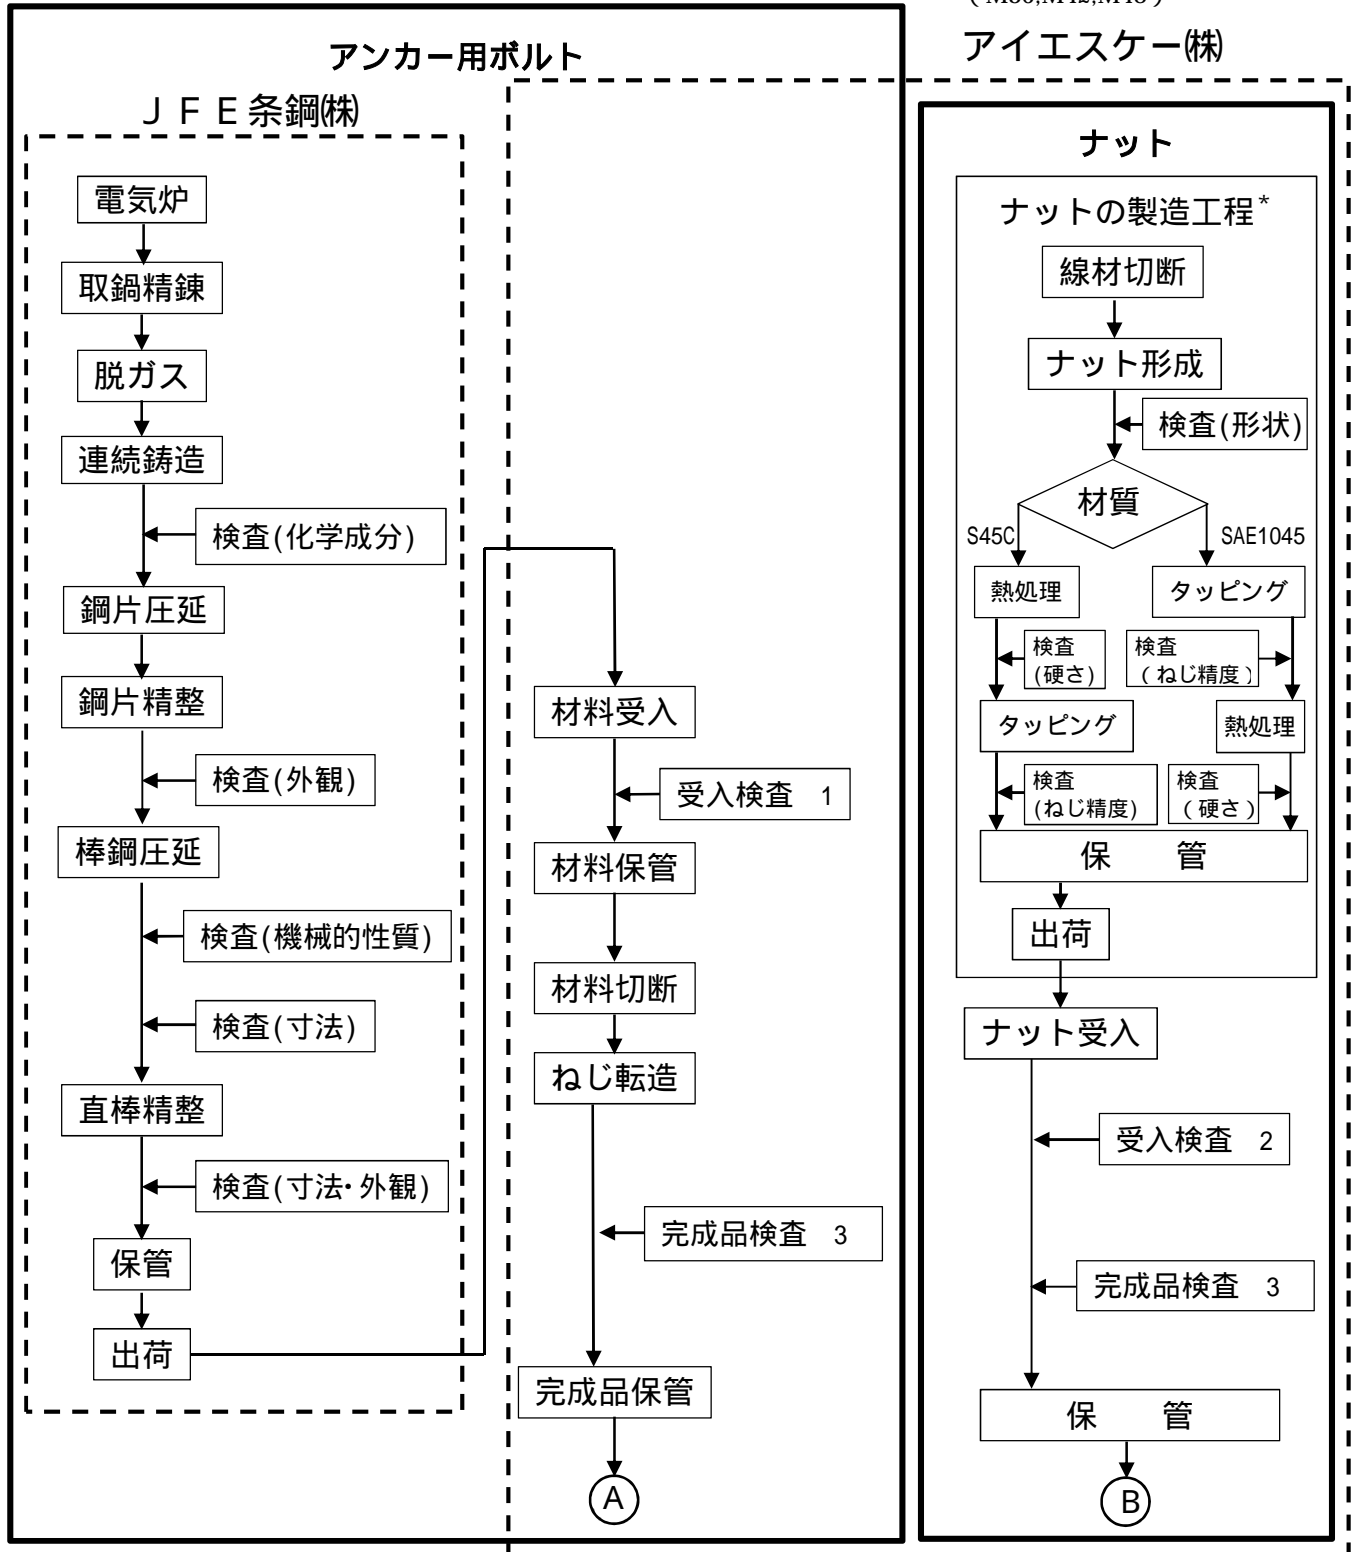 アイエスケー㈱
アンカー用ボルト
ＪＦＥ条鋼㈱
電気炉
取鍋精錬
脱ガス
連続鋳造
検査(化学成分)
鋼片圧延
鋼片精整
検査(外観)
棒鋼圧延
検査(機械的性質)
検査(寸法)
直棒精整
検査(寸法・外観)
保管
出荷
材料受入
受入検査　1
材料保管
材料切断
ねじ転造
完成品検査　3
完成品保管
A
ナット
ナットの製造工程*
線材切断
ナット形成
検査(形状)
材質
S45C
SAE1045
熱処理
タッピング
検査
(硬さ)
検査
(ねじ精度)
タッピング
熱処理
検査
(ねじ精度)
検査
(硬さ)
保　　管
出荷
ナット受入
受入検査　2
完成品検査　3
保　　管
B